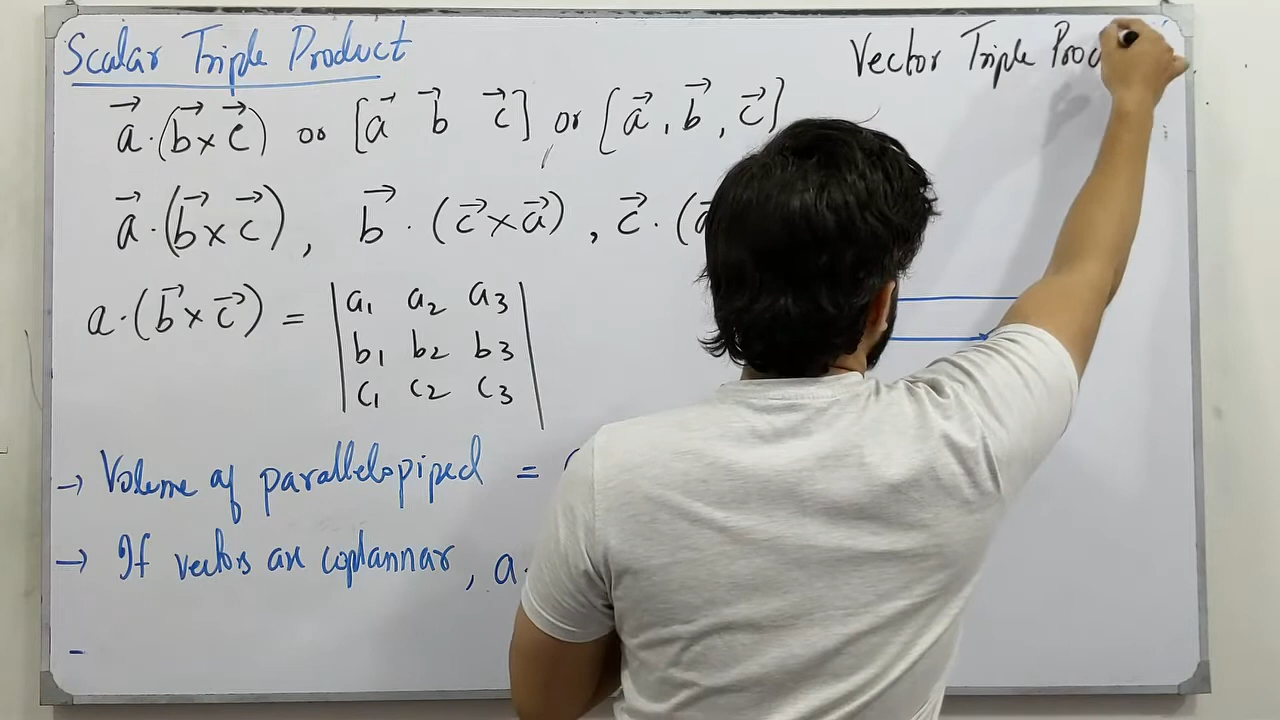 Scalar Triple Product
a⃗ · (b⃗ × c⃗) or [a⃗ b⃗ c⃗] or [a⃗, b⃗, c⃗]
a⃗ · (b⃗ × c⃗), b⃗ · (c⃗ × a⃗), c⃗ · (
a · (b⃗ × c⃗) = | a₁ a₂ a₃
b₁ b₂ b₃
c₁ c₂ c₃ |
→ Volume of parallelopiped =
→ If vectors are coplannar, a ·
-
Vector Triple Pro